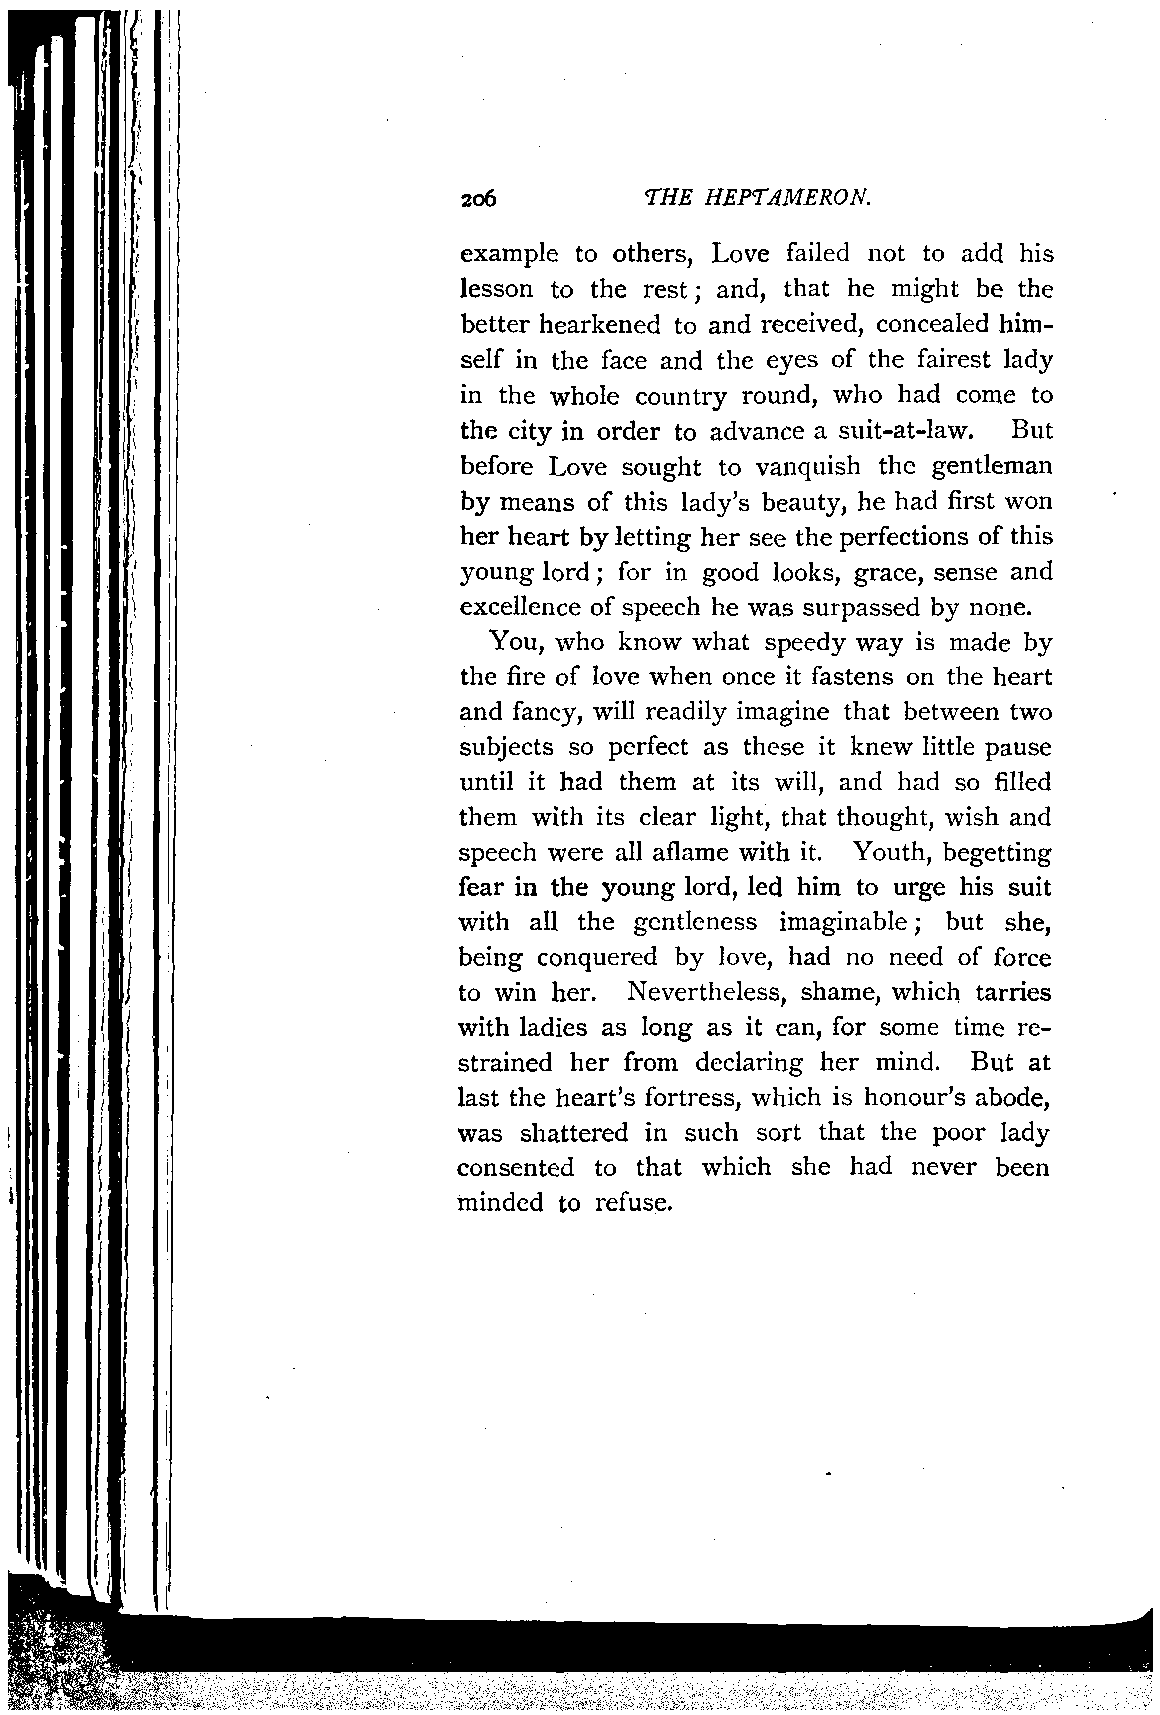 206 THE HEPTAMERON.
example to others, Love failed not to add his
lesson to the rest; and, that he might be the
better hearkened to and received, concealed him-
self in the face and the eyes of the fairest lady
in the whole country round, who had come to
the city in order to advance a suit-at-law. But
before Love sought to vanquish the gentleman
by means of this lady's beauty, he had first won
her heart by letting her see the perfections of this
young lord; for in good looks, grace, sense and
excellence of speech he was surpassed by none.
You, who know what speedy way is made by
the fire of love when once it fastens on the heart
and fancy, will readily imagine that between two
subjects so perfect as these it knew little pause
until it had them at its will, and had so filled
them with its clear light, that thought, wish and
speech were all aflame with it. Youth, begetting
fear in the young lord, led him to urge his suit
with all the gentleness imaginable; but she,
being conquered by love, had no need of force
to win her. Nevertheless, shame, which tarries
with ladies as long as it can, for some time re-
strained her from declaring her mind. But at
last the heart's fortress, which is honour's abode,
was shattered in such sort that the poor lady
consented to that which she had never been
minded to refuse.